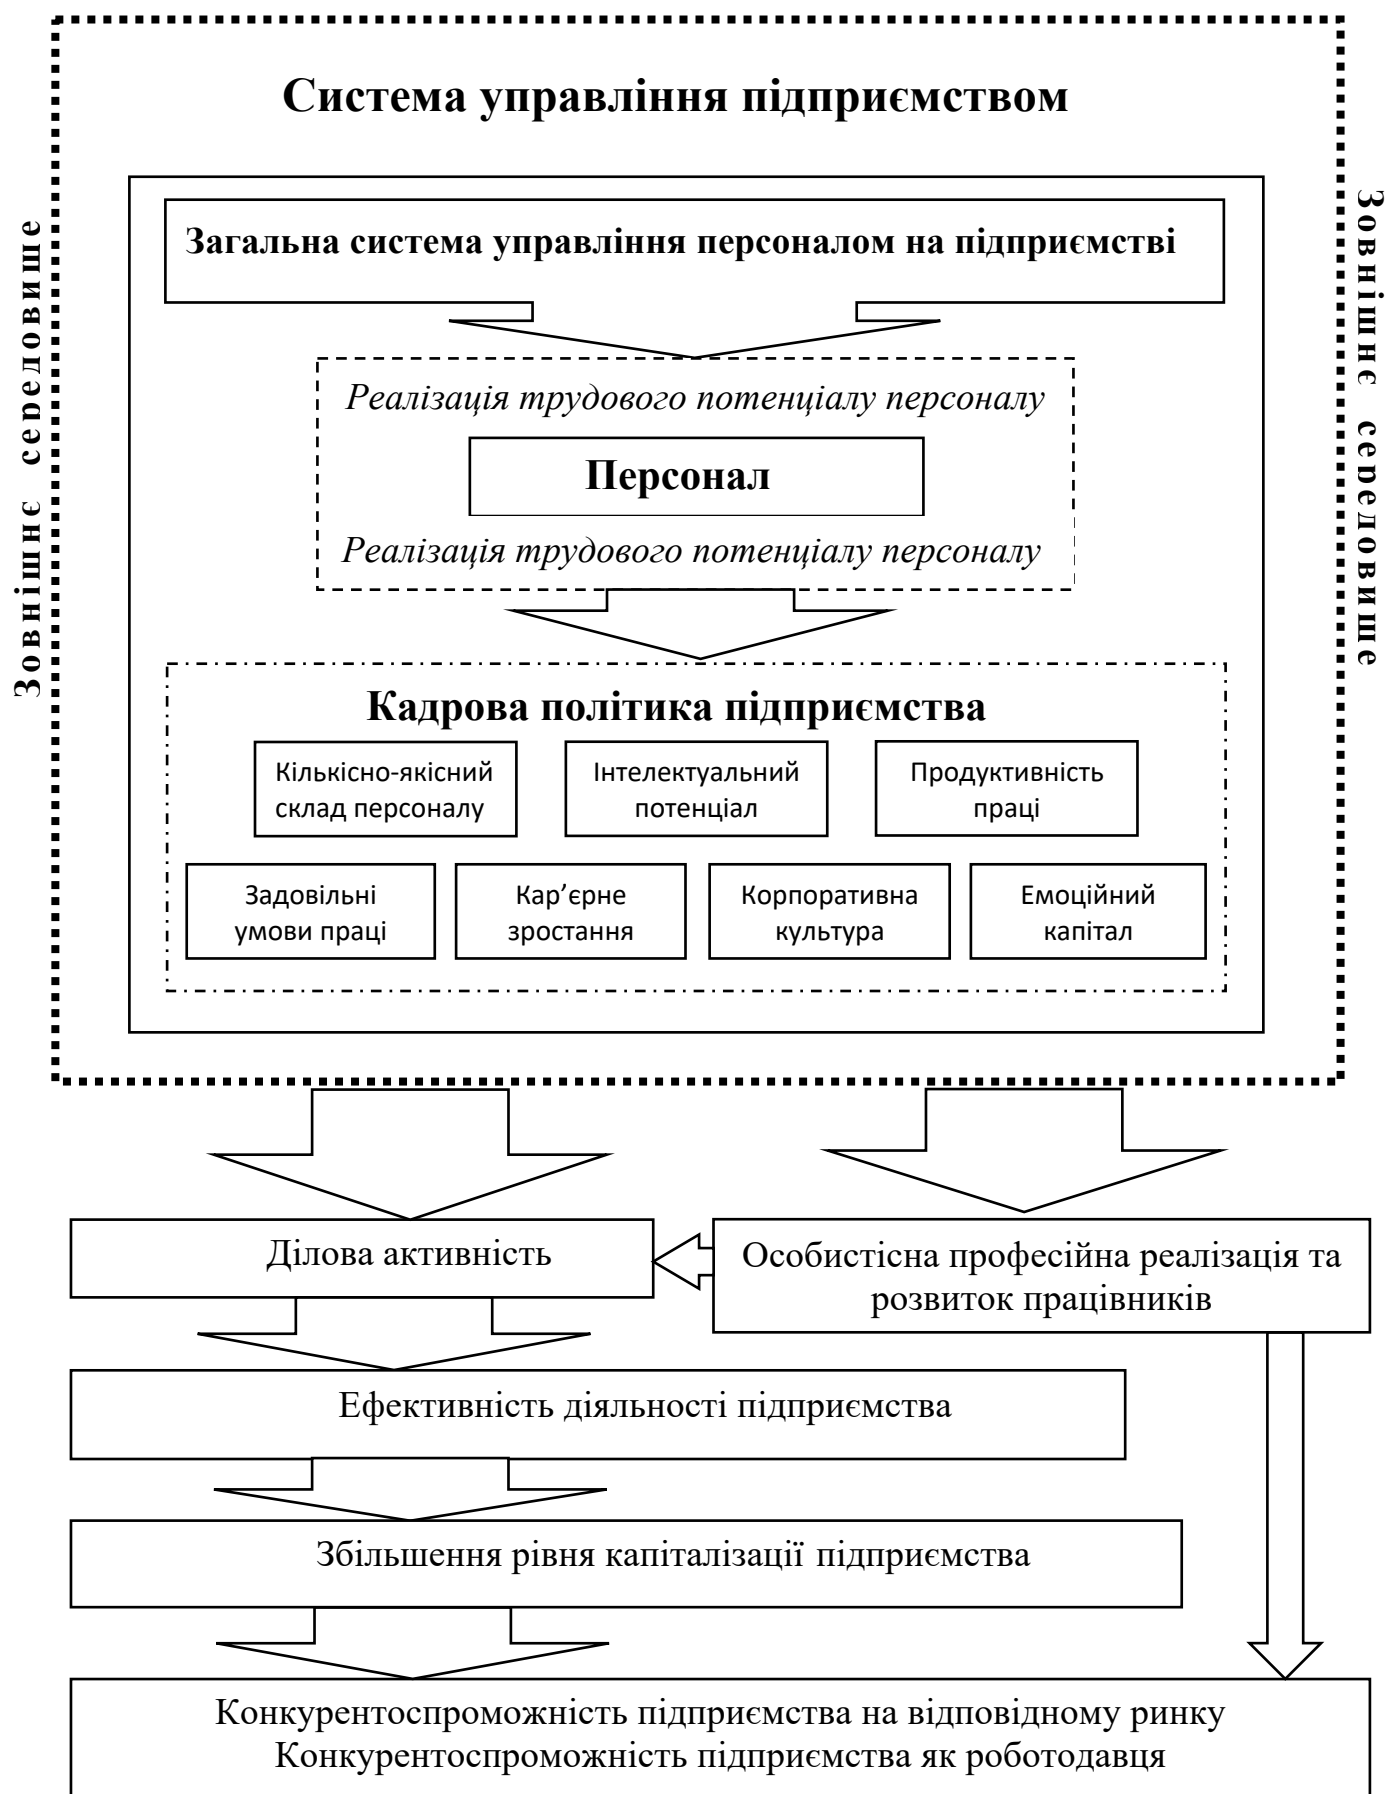 Система управління підприємством
Зовнішнє середовише
Зовнішнє середовише
Загальна система управління персоналом на підприємстві
Реалізація трудового потенціалу персоналу
Персонал
Реалізація трудового потенціалу персоналу
Кадрова політика підприємства
Кількісно-якісний
склад персоналу
Інтелектуальний
потенціал
Продуктивність
праці
Задовільні
умови праці
Кар’єрне
зростання
Корпоративна
культура
Емоційний
капітал
Ділова активність
Особистісна професійна реалізація та
розвиток працівників
Ефективність діяльності підприємства
Збільшення рівня капіталізації підприємства
Конкурентоспроможність підприємства на відповідному ринку
Конкурентоспроможність підприємства як роботодавця